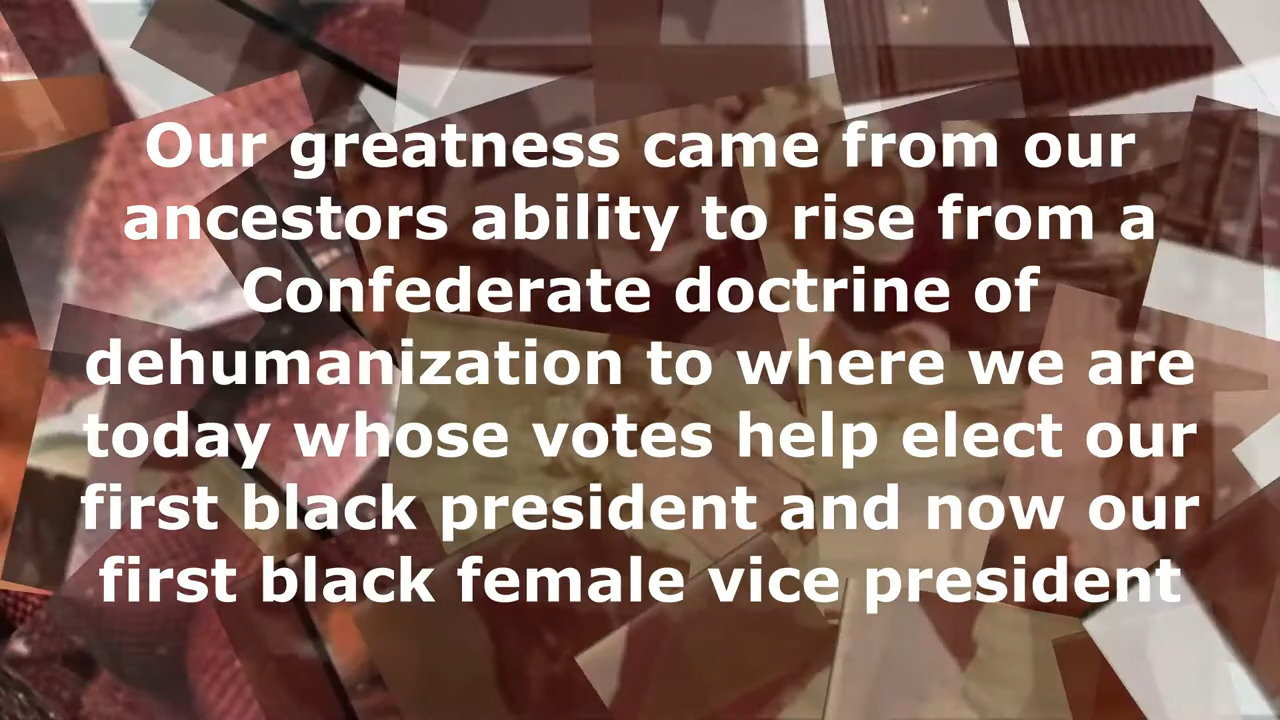 Our greatness came from our
ancestors ability to rise from a
Confederate doctrine of
dehumanization to where we are
today whose votes help elect our
first black president and now our
first black female vice president